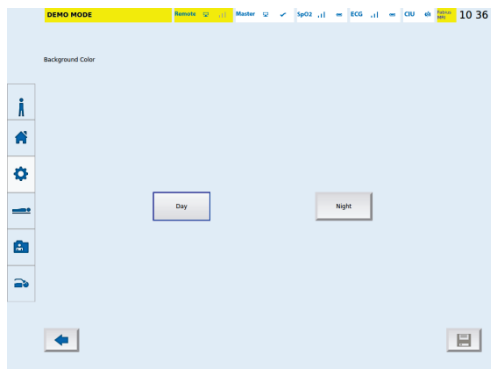 DEMO MODE Remote Master SpO2 ECG CIU 10 36
Background Color
Day Night